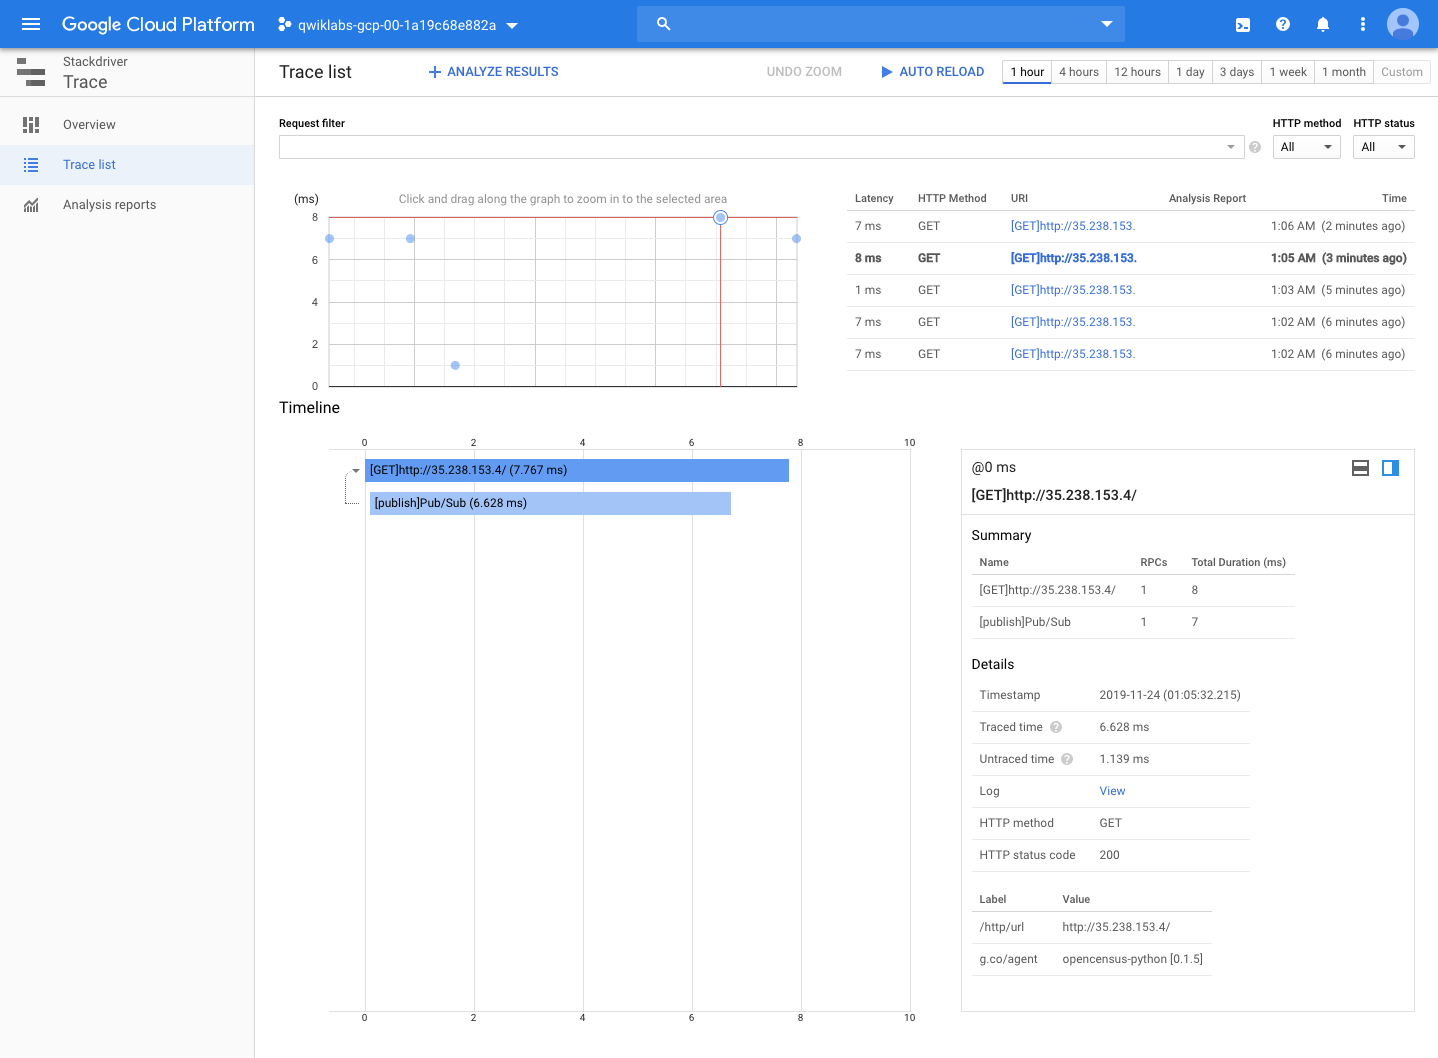 Google Cloud Platform
qwiklabs-gcp-00-1a19c68e882a
Stackdriver
Trace
Overview
Trace list
Analysis reports
Trace list
ANALYZE RESULTS
UNDO ZOOM
AUTO RELOAD
1 hour 4 hours 12 hours 1 day 3 days 1 week 1 month Custom
Request filter
HTTP method HTTP status
All All
(ms)
Click and drag along the graph to zoom in to the selected area
8
6
4
2
0
Latency HTTP Method URI Analysis Report Time
7 ms GET [GET]http://35.238.153. 1:06 AM (2 minutes ago)
8 ms GET [GET]http://35.238.153. 1:05 AM (3 minutes ago)
1 ms GET [GET]http://35.238.153. 1:03 AM (5 minutes ago)
7 ms GET [GET]http://35.238.153. 1:02 AM (6 minutes ago)
7 ms GET [GET]http://35.238.153. 1:02 AM (6 minutes ago)
Timeline
0 2 4 6 8 10
[GET]http://35.238.153.4/ (7.767 ms)
[publish]Pub/Sub (6.628 ms)
0 2 4 6 8 10
@0 ms
[GET]http://35.238.153.4/
Summary
Name RPCs Total Duration (ms)
[GET]http://35.238.153.4/ 1 8
[publish]Pub/Sub 1 7
Details
Timestamp 2019-11-24 (01:05:32.215)
Traced time ? 6.628 ms
Untraced time ? 1.139 ms
Log View
HTTP method GET
HTTP status code 200
Label Value
/http/url http://35.238.153.4/
g.co/agent opencensus-python [0.1.5]